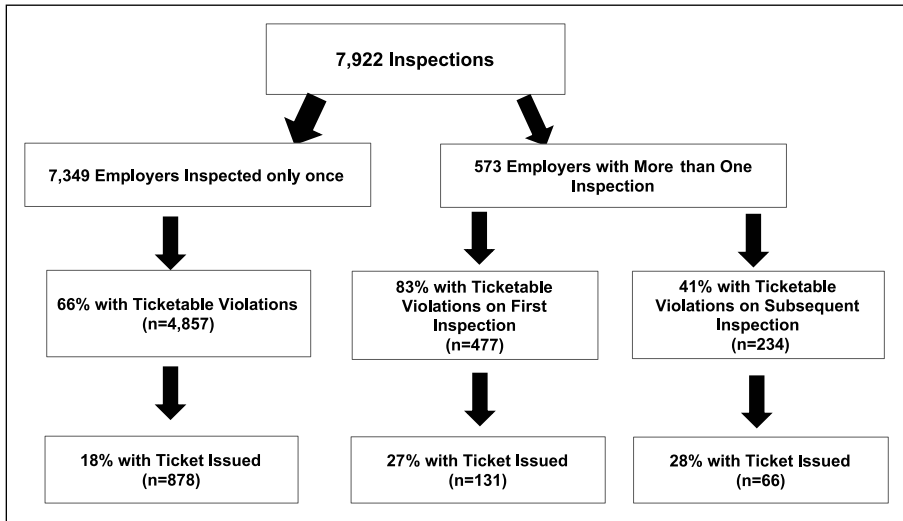 7,922 Inspections
7,349 Employers Inspected only once
573 Employers with More than One
Inspection
66% with Ticketable Violations
(n=4,857)
83% with Ticketable
Violations on First
Inspection
(n=477)
41% with Ticketable
Violations on Subsequent
Inspection
(n=234)
18% with Ticket Issued
(n=878)
27% with Ticket Issued
(n=131)
28% with Ticket Issued
(n=66)